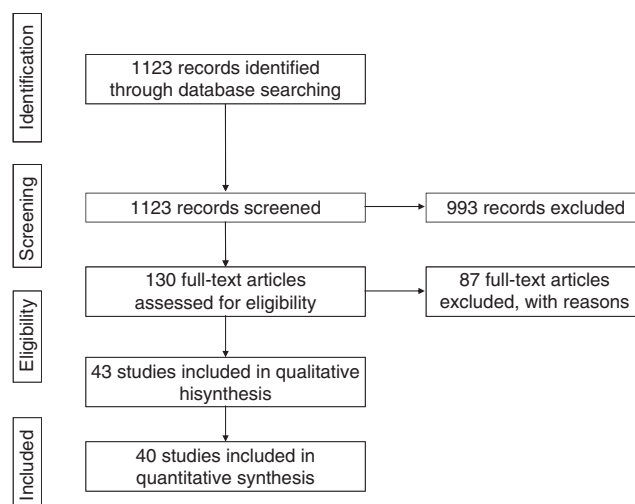 Identification
1123 records identified
through database searching
Screening
1123 records screened
993 records excluded
130 full-text articles
assessed for eligibility
87 full-text articles
excluded, with reasons
Eligibility
43 studies included in qualitative
hisynthesis
Included
40 studies included in
quantitative synthesis